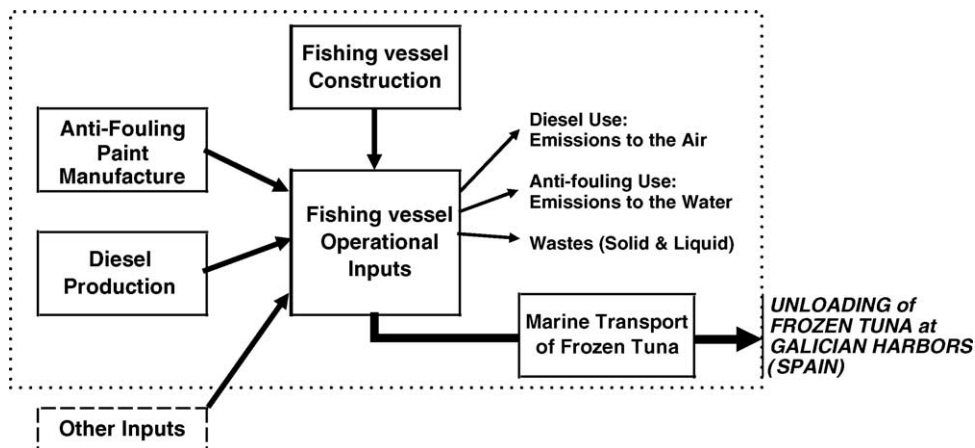 Fishing vessel
Construction
Anti-Fouling
Paint
Manufacture
Diesel Use:
Emissions to the Air
Fishing vessel
Operational
Inputs
Anti-fouling Use:
Emissions to the Water
Wastes (Solid & Liquid)
Diesel
Production
Marine Transport
of Frozen Tuna
UNLOADING of
FROZEN TUNA at
GALICIAN HARBORS
(SPAIN)
Other Inputs